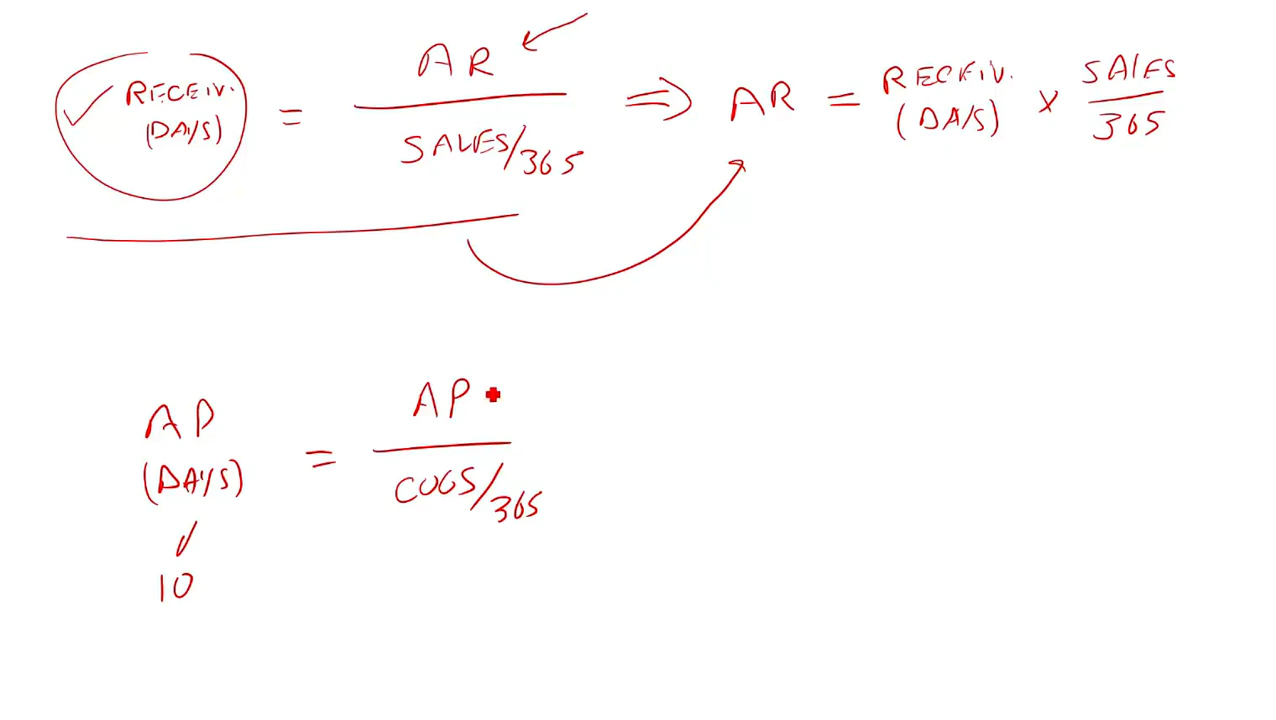 RECEIV. (DAYS) = AR / SALES/365 ⇒ AR = RECEIV. (DAYS) × SALES / 365
AP (DAYS) = AP / COGS/365
10